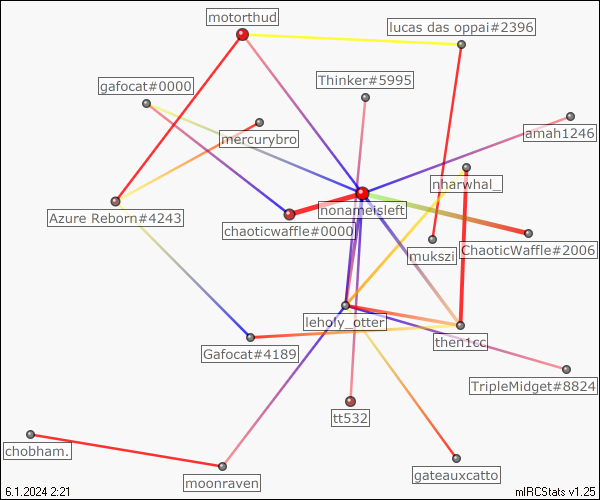 motorthud
lucas das oppai#2396
Thinker#5995
gafocat#0000
amah1246
mercurybro
nharwhal_
nonameisleft
Azure Reborn#4243
chaoticwaffle#0000
ChaoticWaffle#2006
mukszi
leholy_otter
then1cc
Gafocat#4189
TripleMidget#8824
tt532
chobham.
gateauxcatto
moonraven
6.1.2024 2:21
mIRCStats v1.25